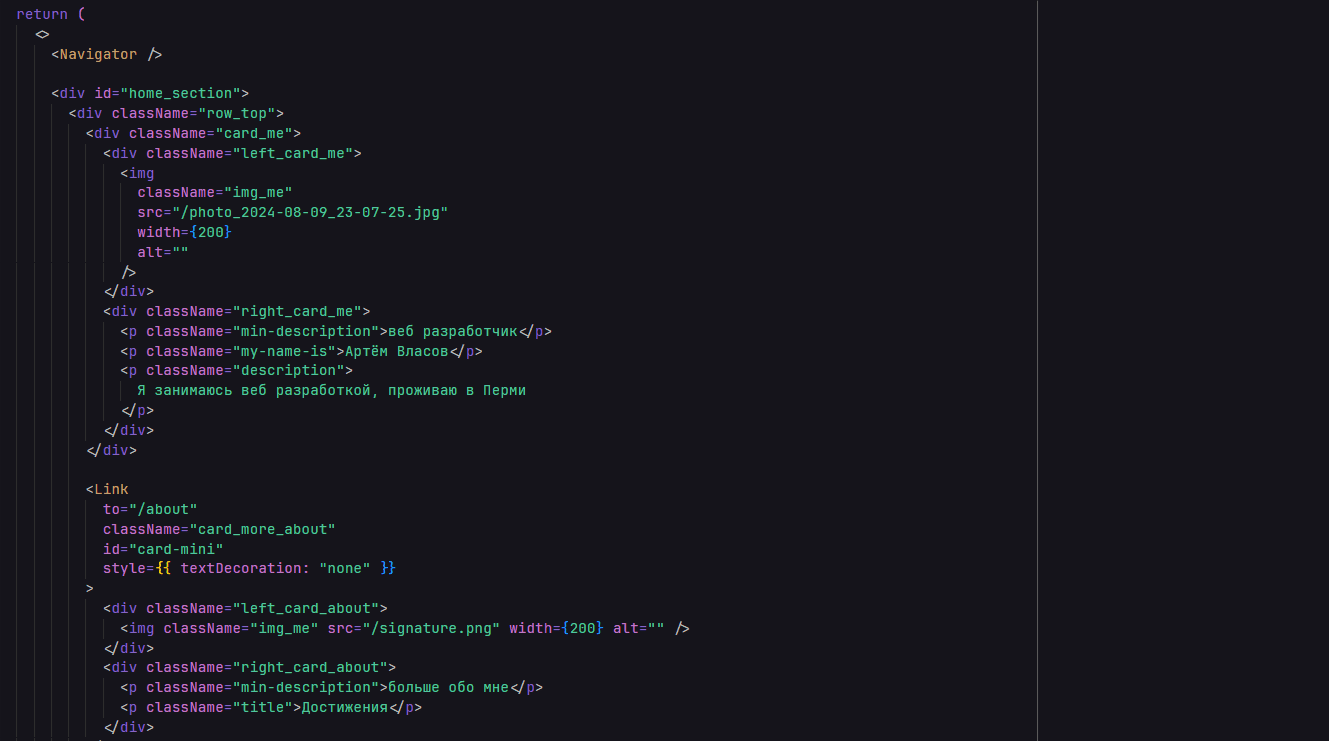 return (
<>
<Navigator />
<div id="home_section">
<div className="row_top">
<div className="card_me">
<div className="left_card_me">
<img
className="img_me"
src="/photo_2024-08-09_23-07-25.jpg"
width={200}
alt=""
/>
</div>
<div className="right_card_me">
<p className="min-description">веб разработчик</p>
<p className="my-name-is">Артём Власов</p>
<p className="description">
Я занимаюсь веб разработкой, проживаю в Перми
</p>
</div>
</div>
<Link
to="/about"
className="card_more_about"
id="card-mini"
style={{ textDecoration: "none" }}
>
<div className="left_card_about">
<img className="img_me" src="/signature.png" width={200} alt="" />
</div>
<div className="right_card_about">
<p className="min-description">больше обо мне</p>
<p className="title">Достижения</p>
</div>